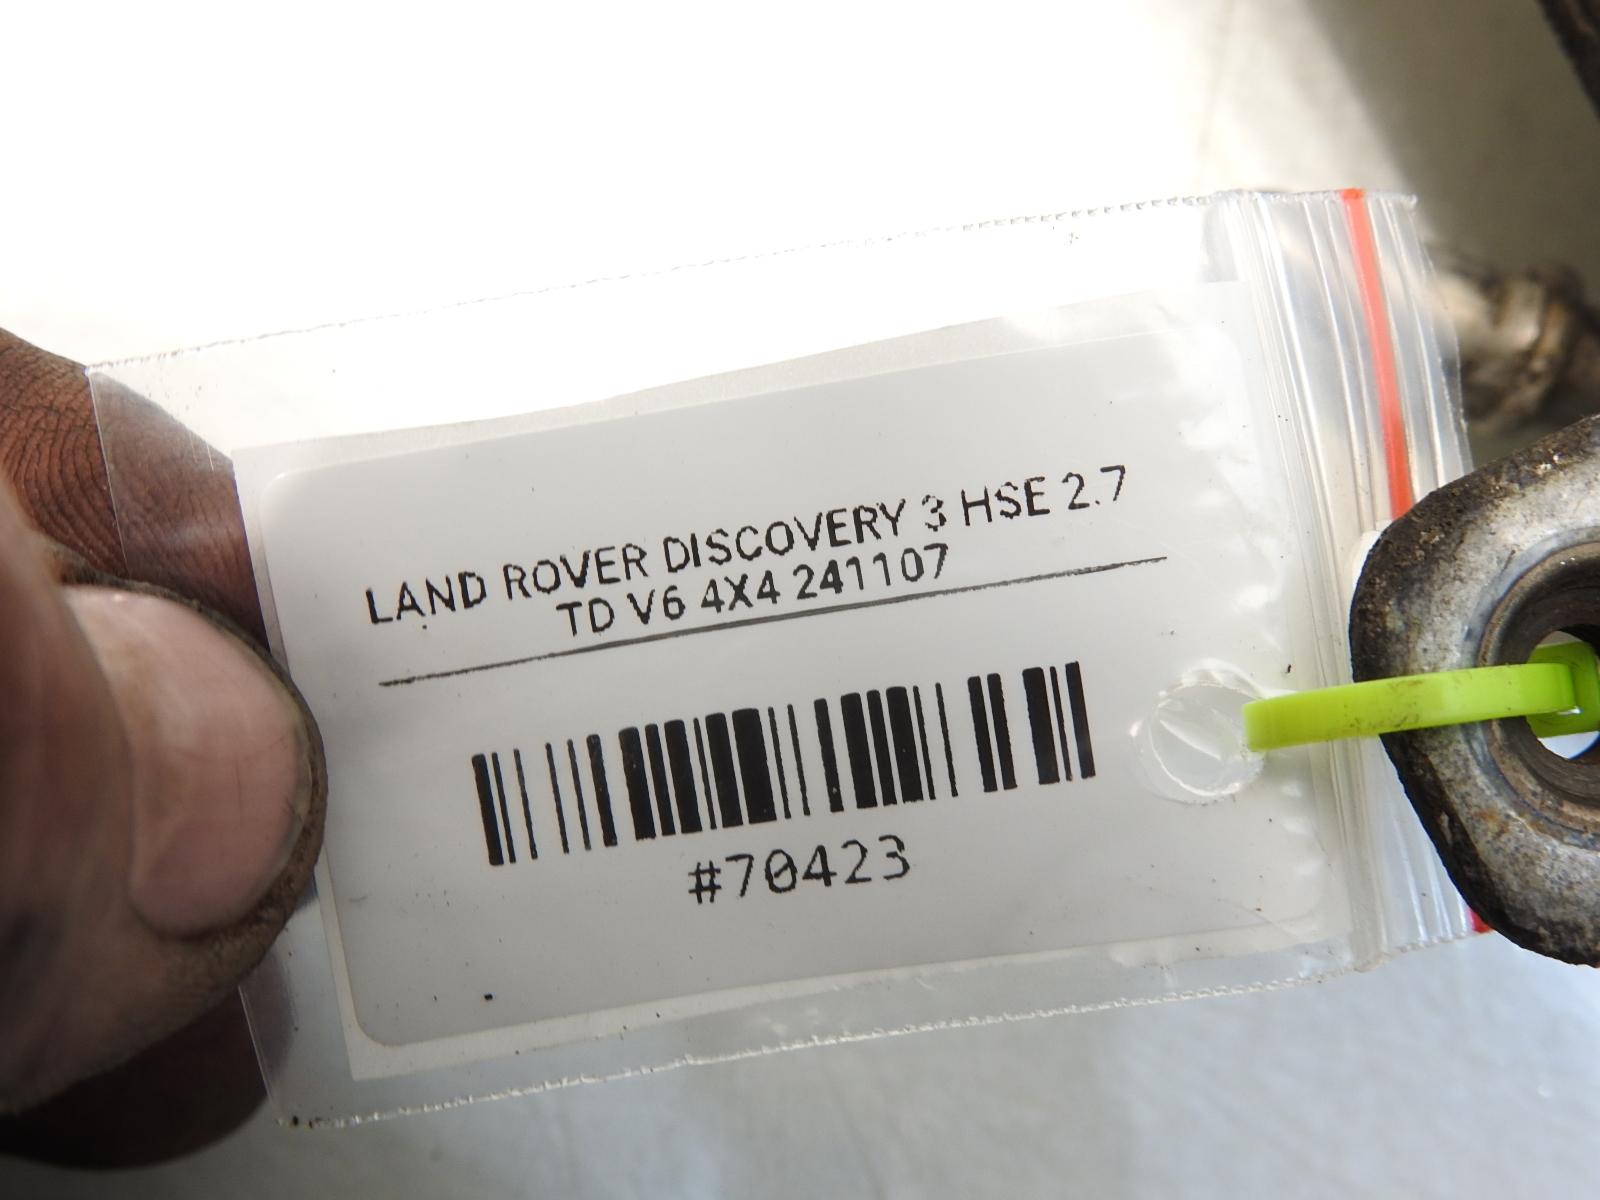 LAND ROVER DISCOVERY 3 HSE 2.7
TD V6 4X4 241107
#70423